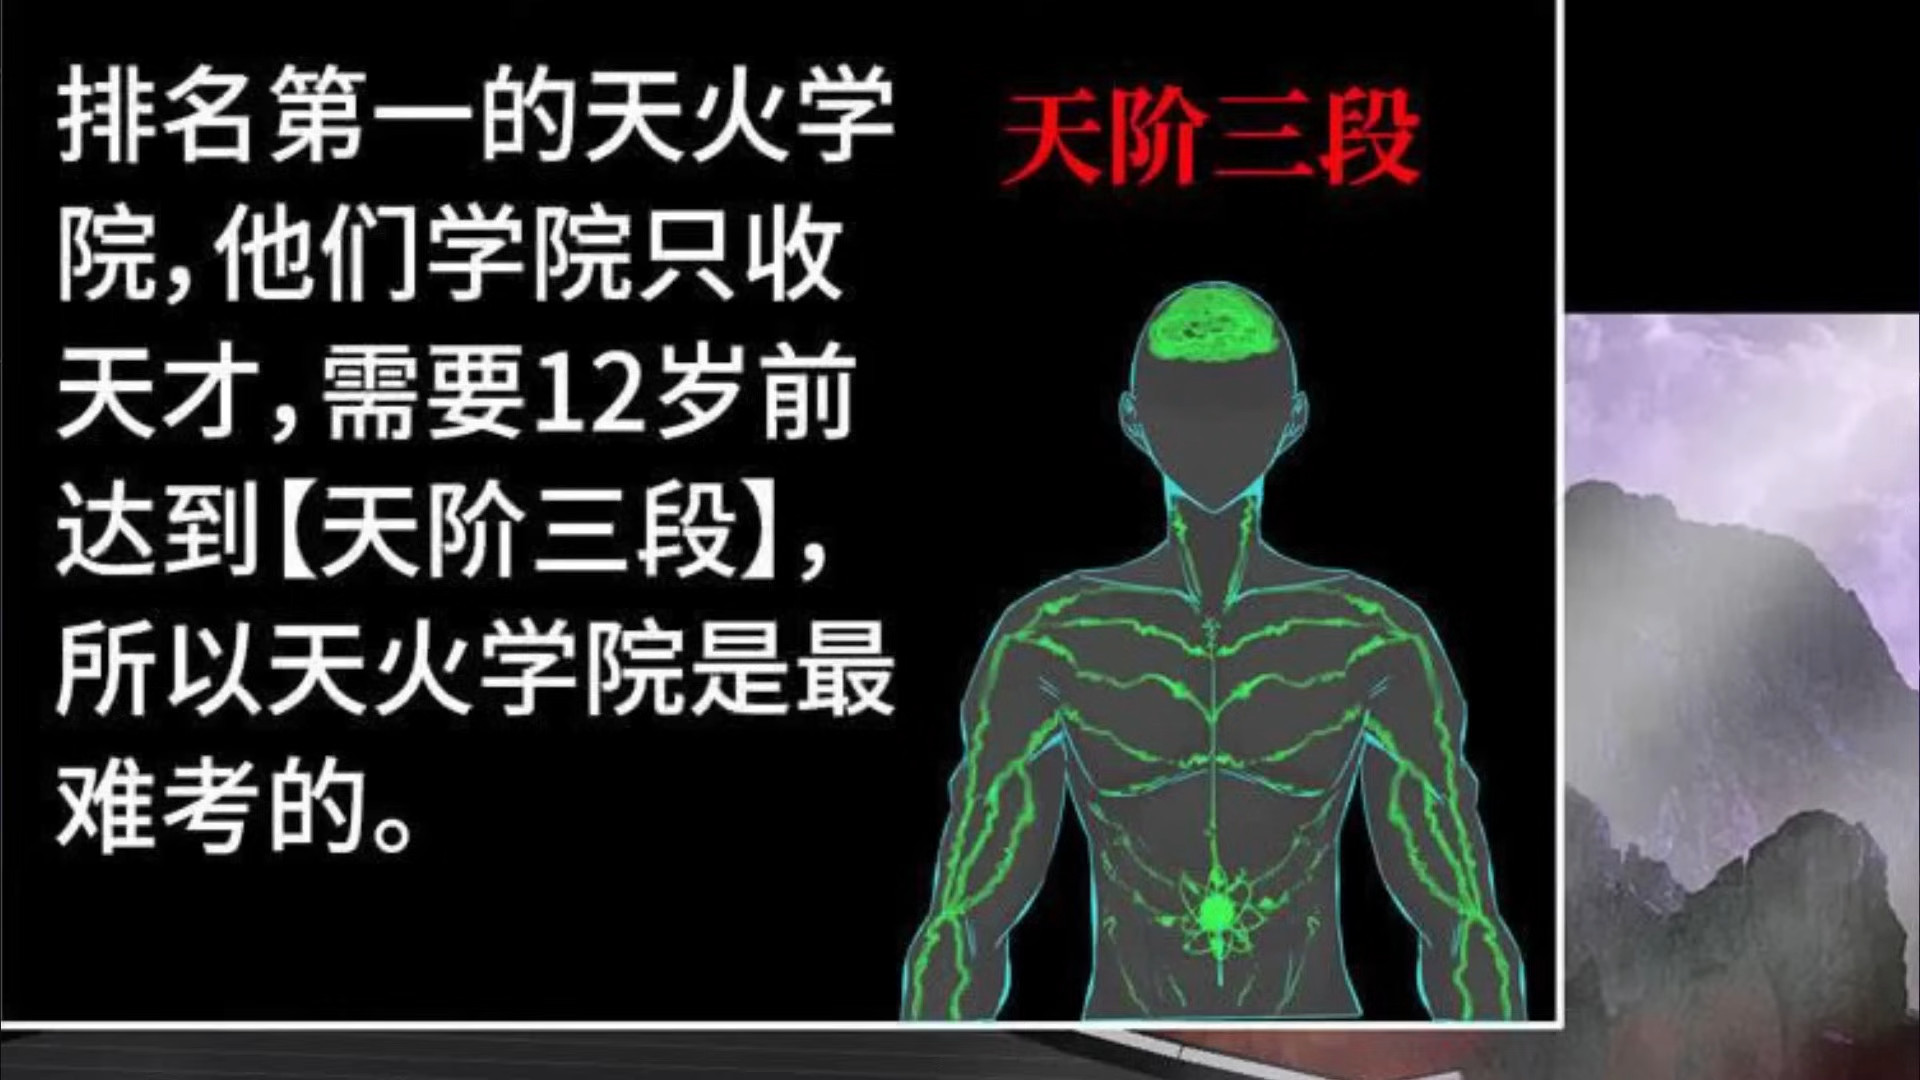 排名第一的天火学
院，他们学院只收
天才，需要12岁前
达到【天阶三段】，
所以天火学院是最
难考的。
天阶三段